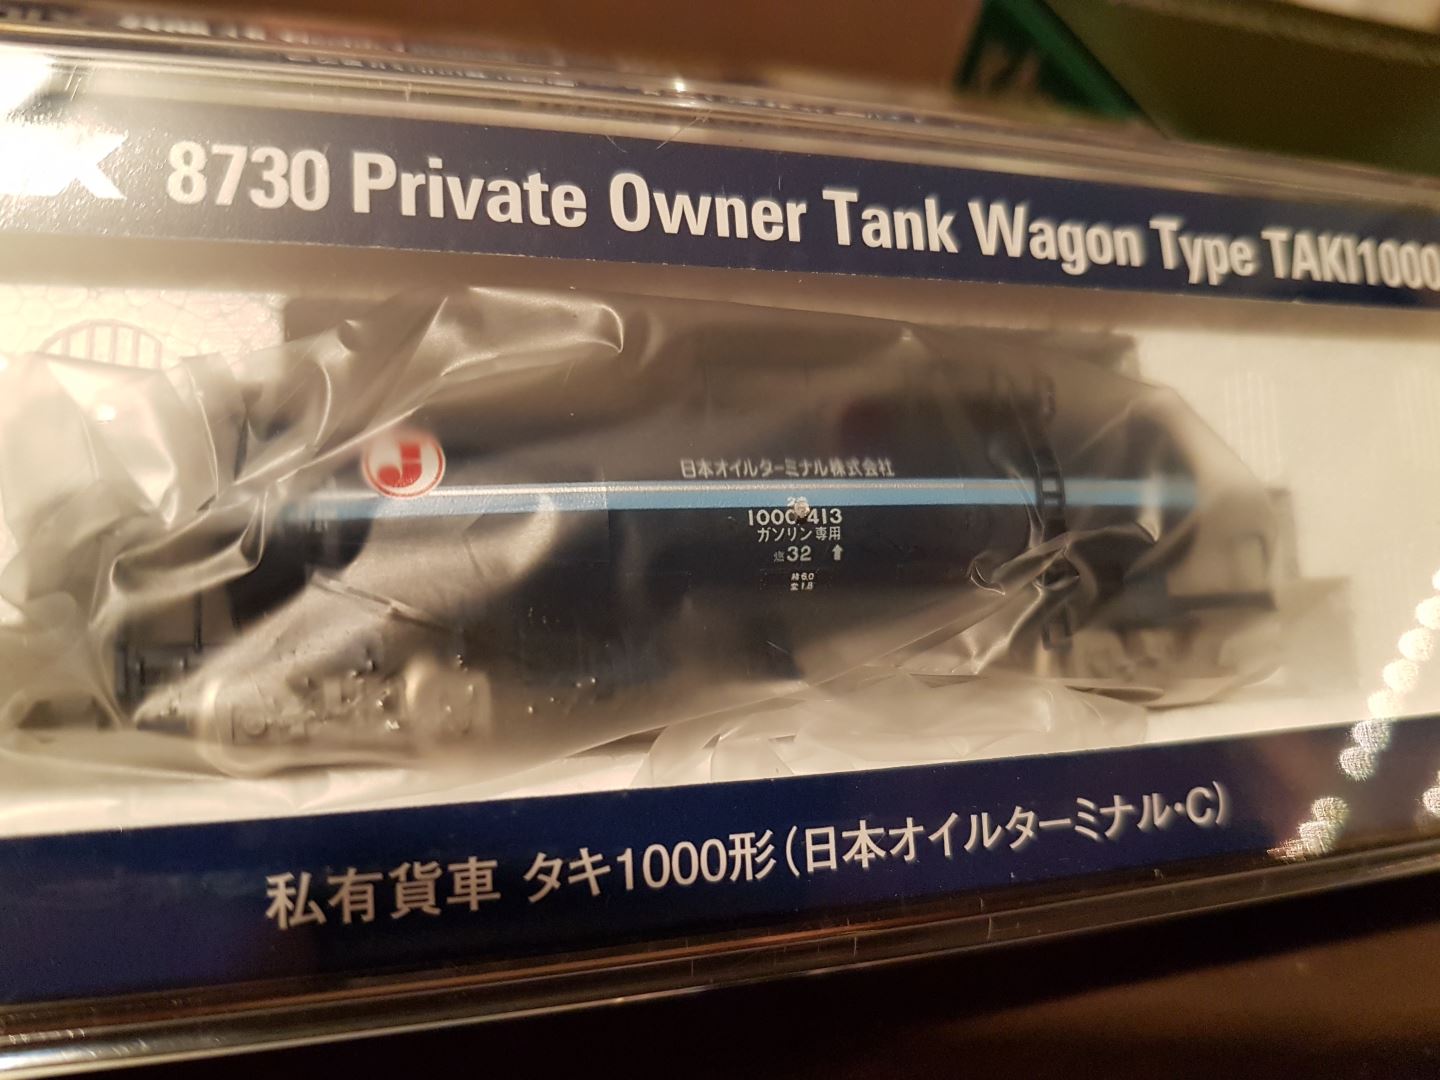 8730 Private Owner Tank Wagon Type TAKI1000
J
日本オイルターミナル株式会社
1000-413
ガソリン専用
32 ⬆
私有貨車 タキ1000形(日本オイルターミナル・C)